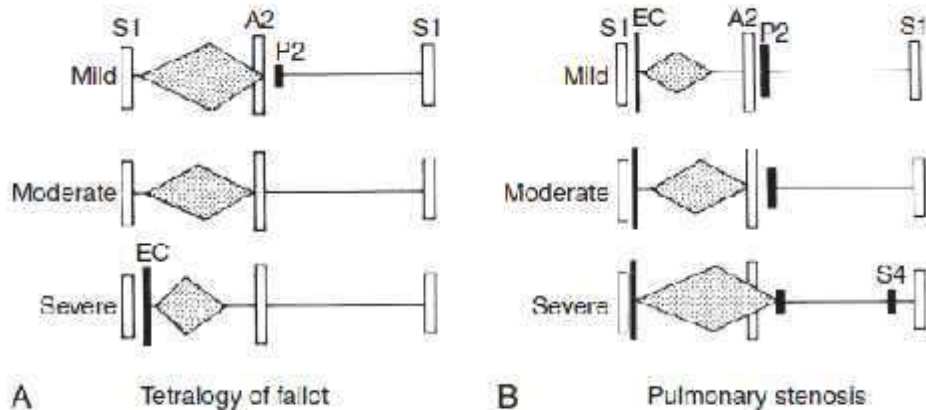 S1 A2 P2 S1
Mild
Moderate
EC
Severe
A Tetralogy of fallot
S1 EC A2 P2 S1
Mild
Moderate
S4
Severe
B Pulmonary stenosis